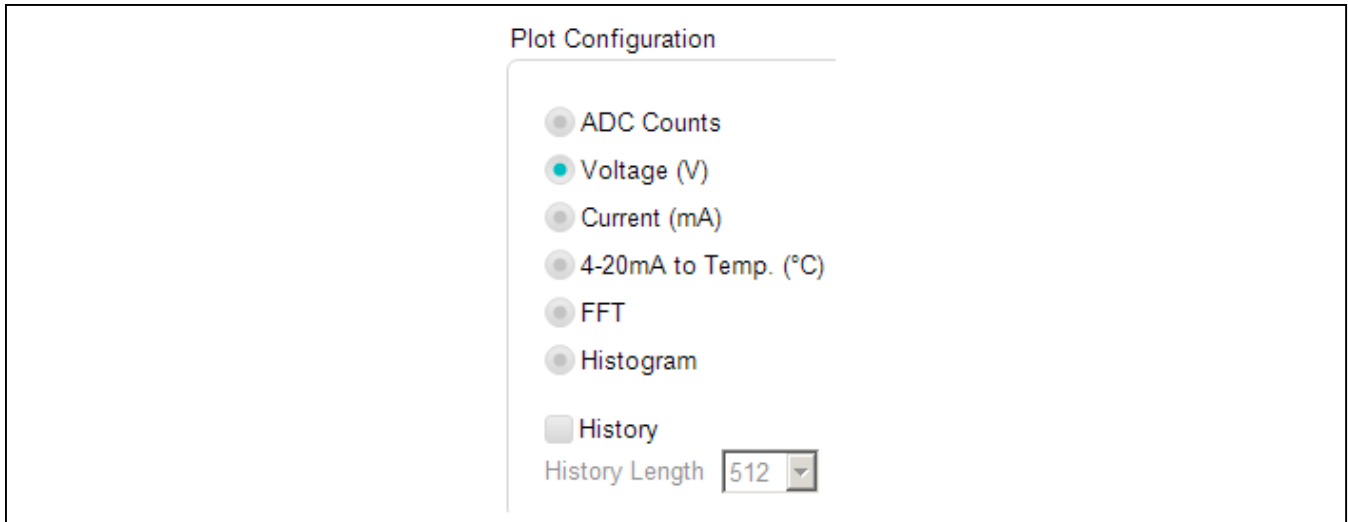 Plot Configuration
ADC Counts
Voltage (V)
Current (mA)
4-20mA to Temp. (°C)
FFT
Histogram
History
History Length 512